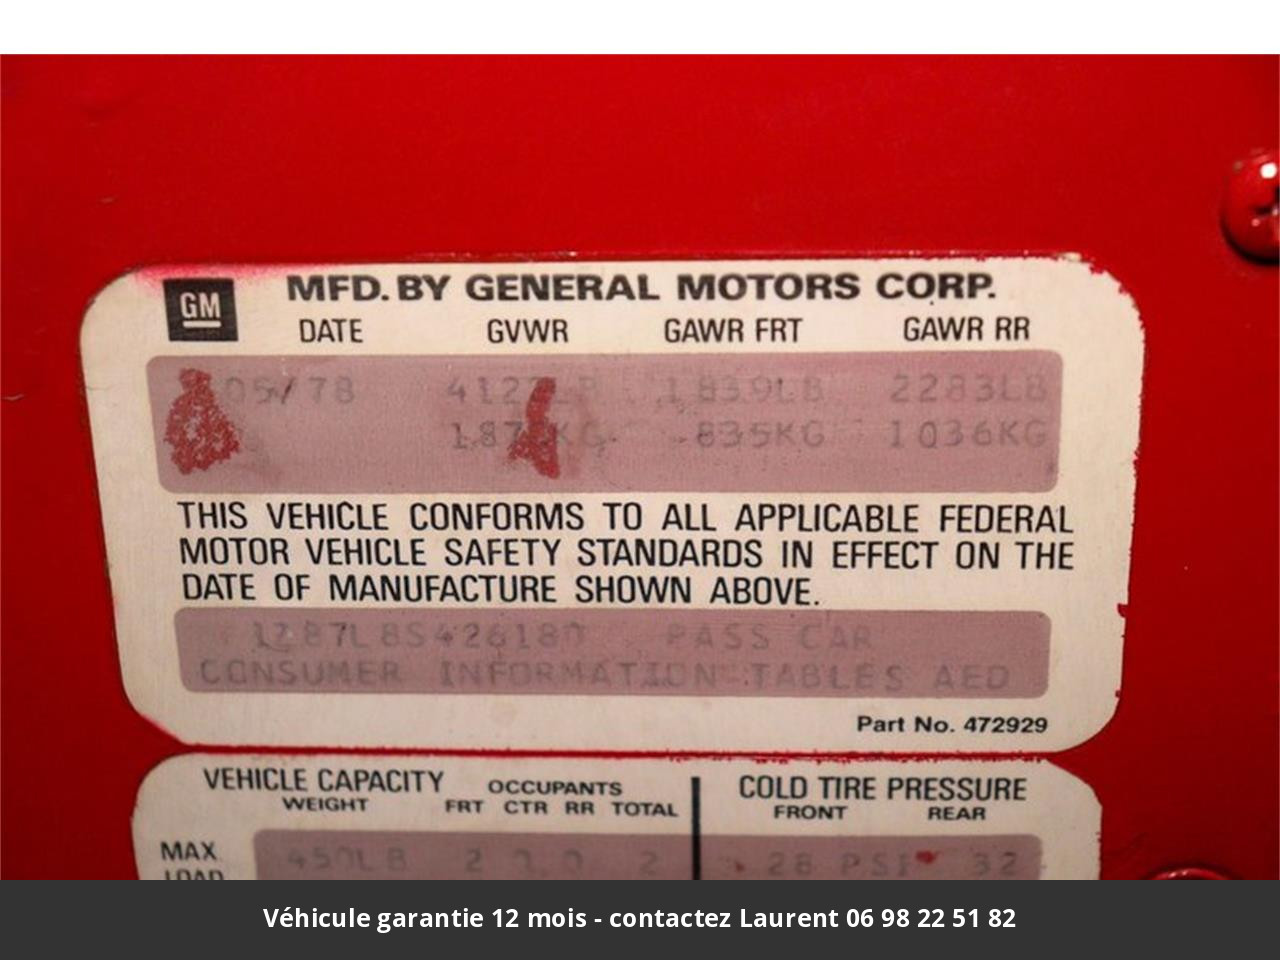 GM
MFD. BY GENERAL MOTORS CORP.
DATE GVWR GAWR FRT GAWR RR
05/78 1839LB 2283LB
835KG 1036KG
THIS VEHICLE CONFORMS TO ALL APPLICABLE FEDERAL
MOTOR VEHICLE SAFETY STANDARDS IN EFFECT ON THE
DATE OF MANUFACTURE SHOWN ABOVE.
1Z87L8S426180 PASS CAR
CONSUMER INFORMATION TABLES AED
Part No. 472929
VEHICLE CAPACITY OCCUPANTS COLD TIRE PRESSURE
WEIGHT FRT CTR RR TOTAL FRONT REAR
MAX 450LB 2 0 0 2 28 PSI 32
LOAD
Véhicule garantie 12 mois - contactez Laurent 06 98 22 51 82